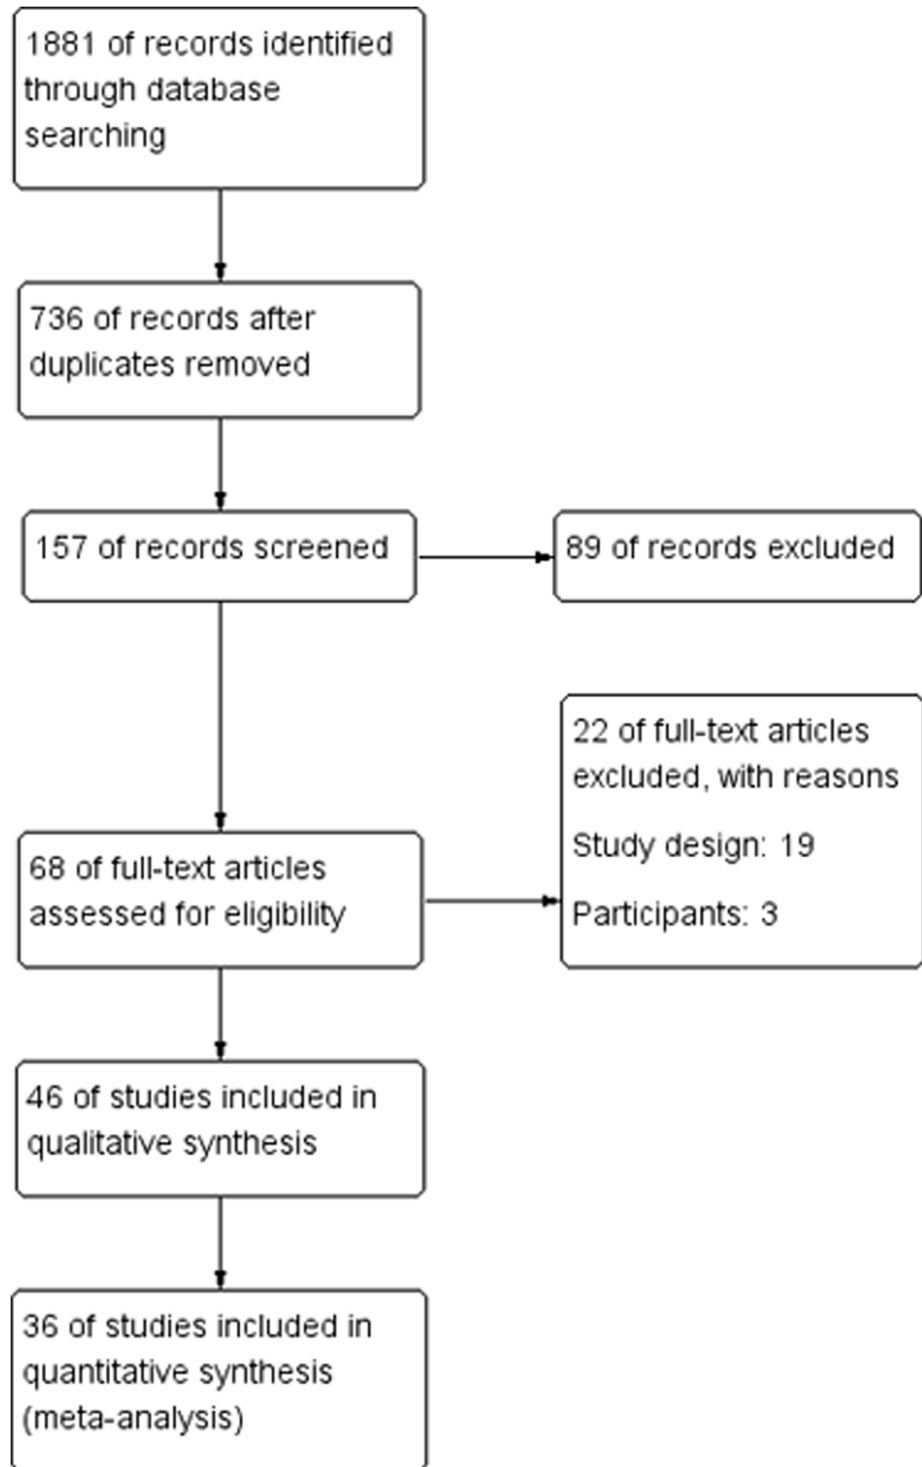 1881 of records identified
through database
searching
736 of records after
duplicates removed
157 of records screened
89 of records excluded
22 of full-text articles
excluded, with reasons
Study design: 19
Participants: 3
68 of full-text articles
assessed for eligibility
46 of studies included in
qualitative synthesis
36 of studies included in
quantitative synthesis
(meta-analysis)